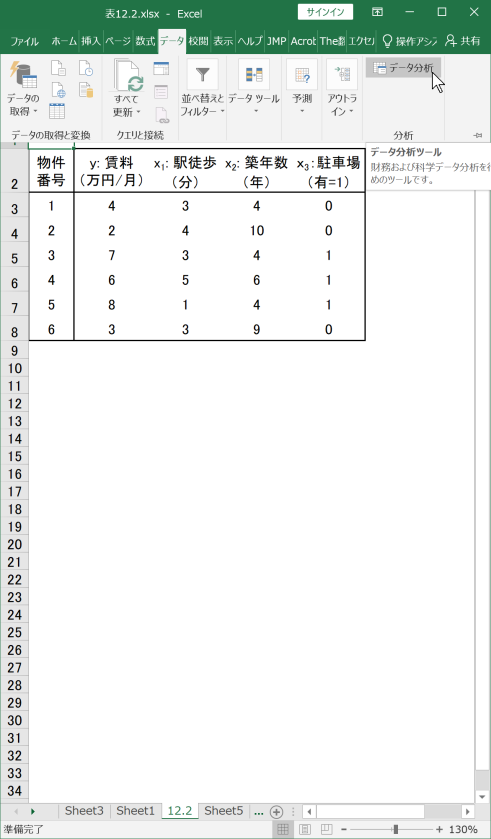 表12.2.xlsx - Excel サインイン
ファイル ホーム 挿入 ページ 数式 データ 校閲 表示 ヘルプ JMP Acrot The翻 エクセル 操作アシ 共有
データの取得 すべて更新 並べ替えとフィルター データ ツール 予測 アウトライン データ分析
データの取得と変換 クエリと接続 分析
データ分析ツール
財務および科学データ分析を行
めのツールです。
物件番号 y: 賃料（万円/月） x₁: 駅徒歩（分） x₂: 築年数（年） x₃: 駐車場（有=1）
2
3 1 4 3 4 0
4 2 2 4 10 0
5 3 7 3 4 1
6 4 6 5 6 1
7 5 8 1 4 1
8 6 3 3 9 0
9
10
11
12
13
14
15
16
17
18
19
20
21
22
23
24
25
26
27
28
29
30
31
32
33
34
Sheet3 Sheet1 12.2 Sheet5 ...
準備完了 130%